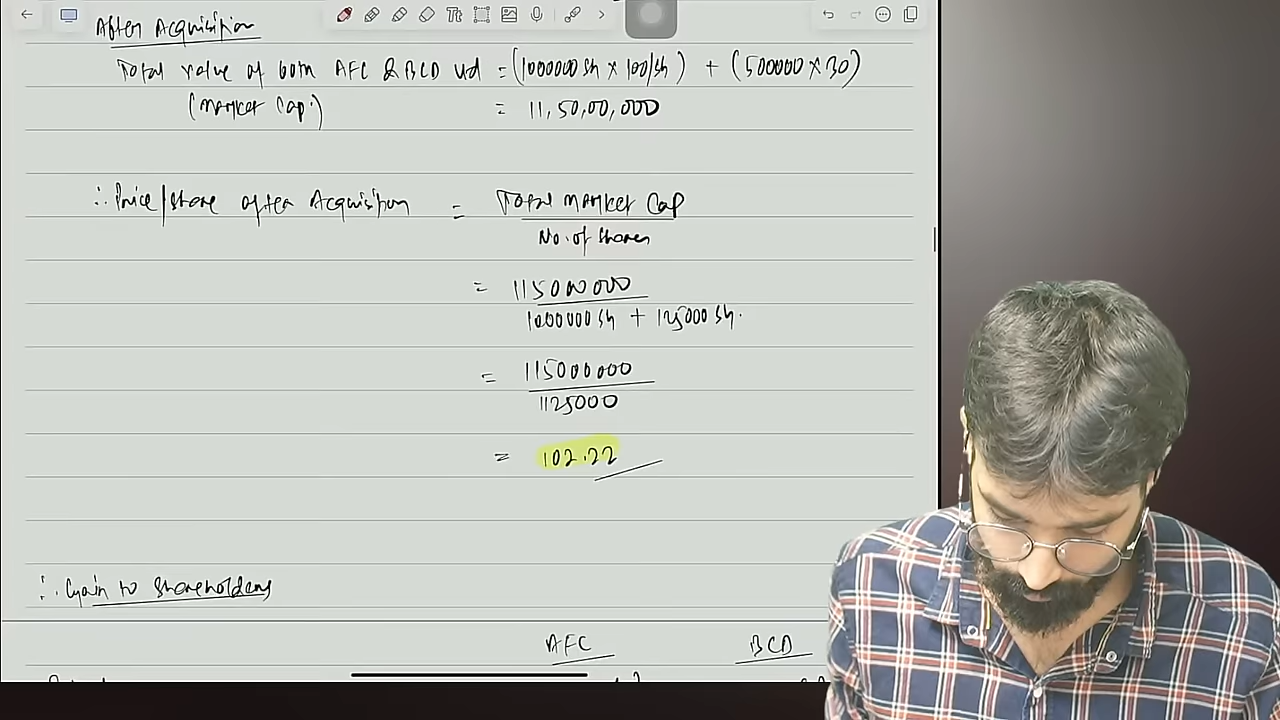 After Acquisition
Total value of both AFC & BCD Ltd = (1000000 Sh × 100/Sh) + (500000 × 30)
(Market Cap.) = 11,50,00,000
∴ Price/share after Acquisition = Total Market Cap
No. of Shares
= 115000000
1000000 Sh + 125000 Sh.
= 115000000
1125000
= 102.22
∴ Gain to Shareholders
AFC BCD